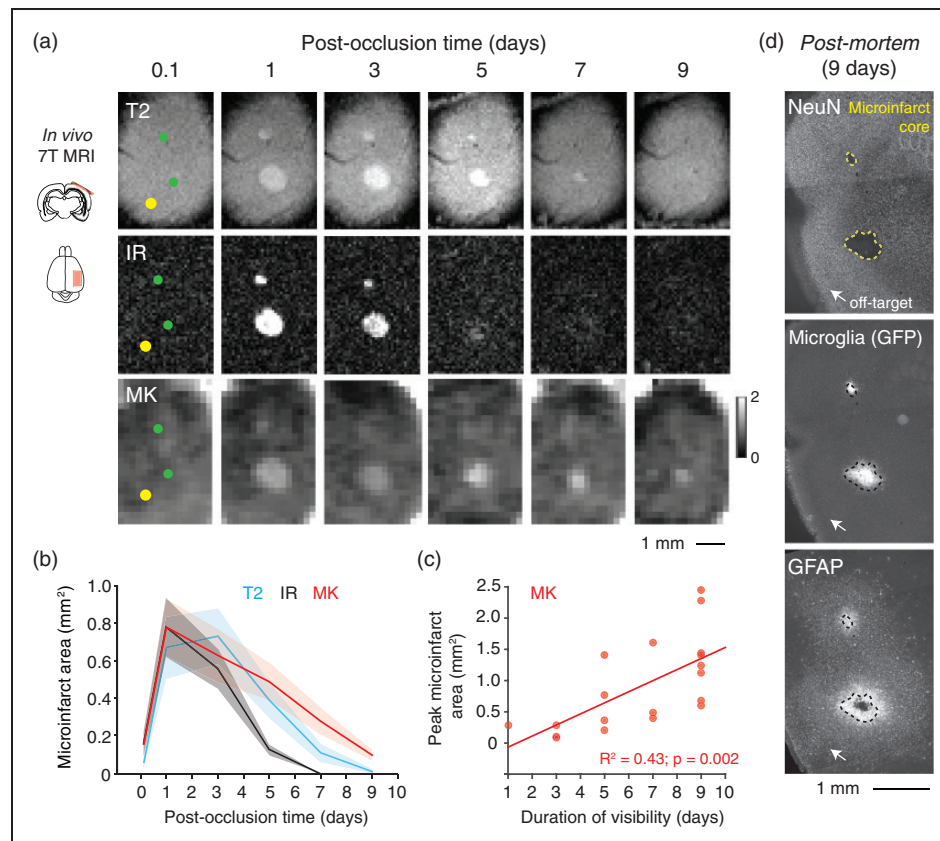 (a)
Post-occlusion time (days)
0.1 1 3 5 7 9
In vivo
7T MRI
T2
IR
MK
2
0
1 mm
(b)
T2 IR MK
Microinfarct area (mm²)
1.0
0.8
0.6
0.4
0.2
0
0 1 2 3 4 5 6 7 8 9 10
Post-occlusion time (days)
(c)
MK
Peak microinfarct
area (mm²)
2.5
2.0
1.5
1.0
0.5
0
R² = 0.43; p = 0.002
1 2 3 4 5 6 7 8 9 10
Duration of visibility (days)
(d)
Post-mortem
(9 days)
NeuN
Microinfarct
core
off-target
Microglia (GFP)
GFAP
1 mm